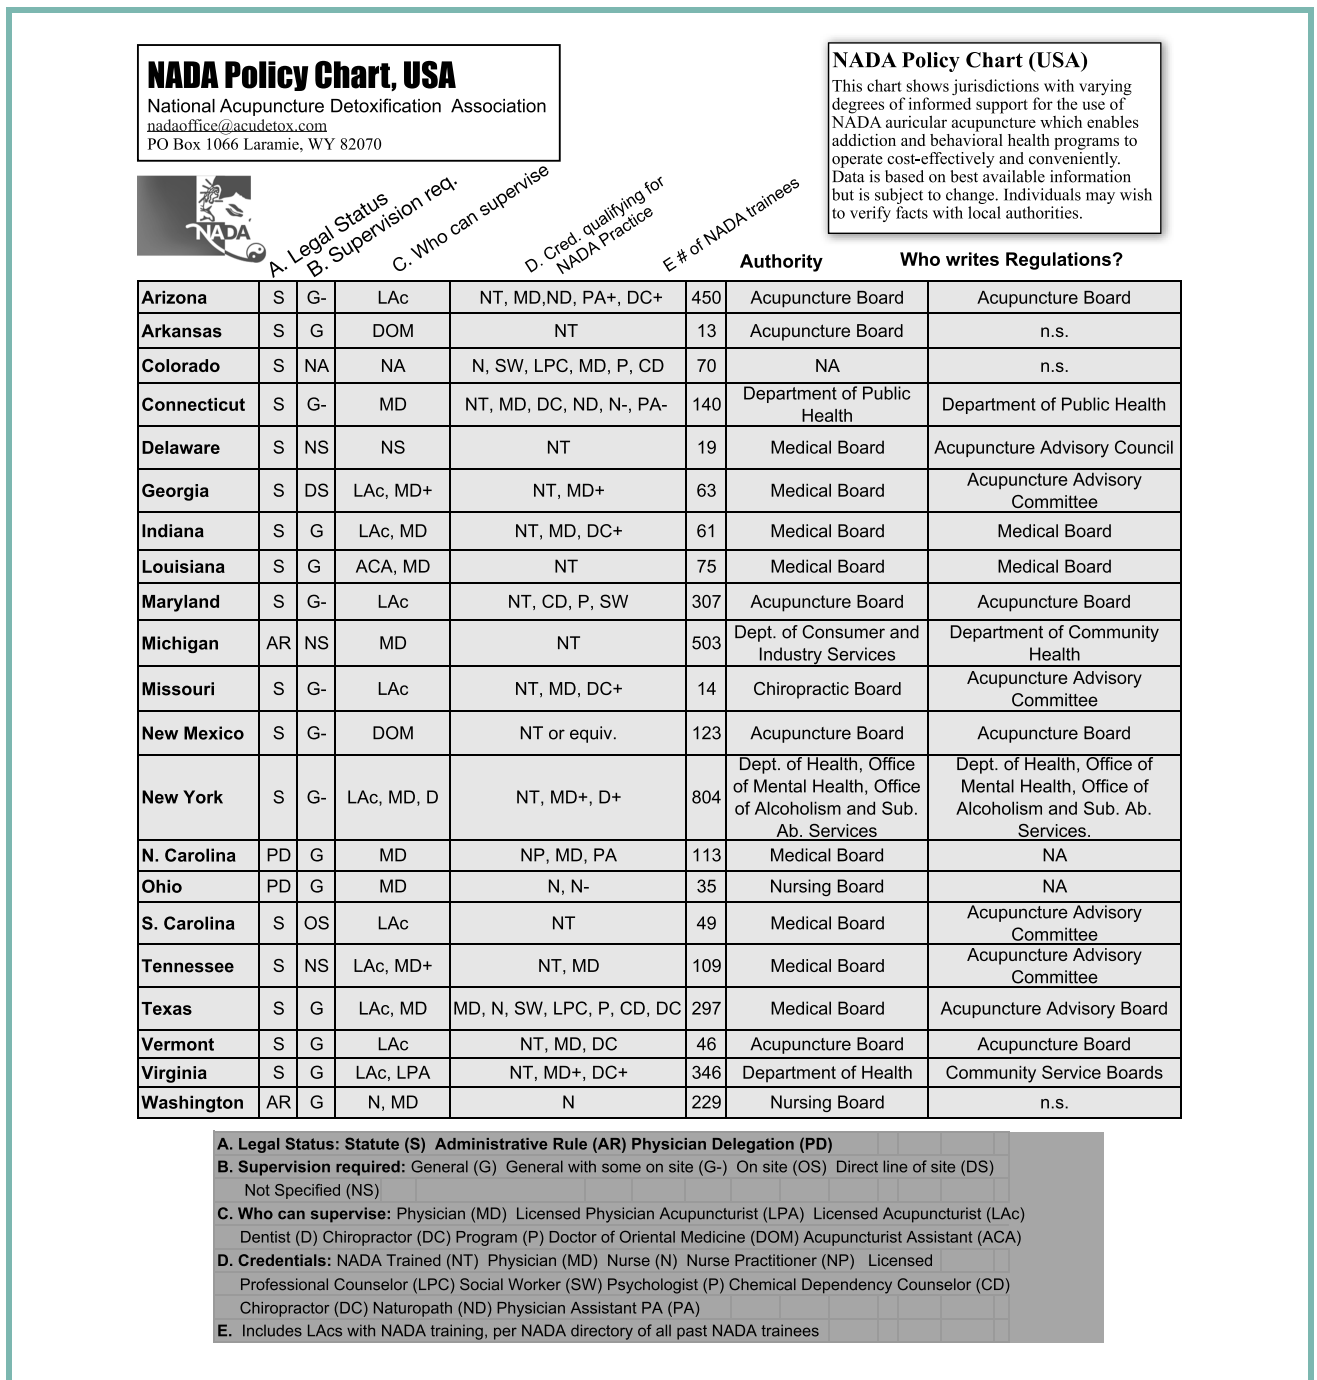 NADA Policy Chart, USA
National Acupuncture Detoxification Association
nadaoffice@acudetox.com
PO Box 1066 Laramie, WY 82070
NADA Policy Chart (USA)
This chart shows jurisdictions with varying
degrees of informed support for the use of
NADA auricular acupuncture which enables
addiction and behavioral health programs to
operate cost-effectively and conveniently.
Data is based on best available information
but is subject to change. Individuals may wish
to verify facts with local authorities.
NADA
A. Legal Status
B. Supervision req.
C. Who can supervise
D. Cred. qualifying for
NADA Practice
E # of NADA trainees
Authority
Who writes Regulations?
Arizona S G- LAc NT, MD,ND, PA+, DC+ 450 Acupuncture Board Acupuncture Board
Arkansas S G DOM NT 13 Acupuncture Board n.s.
Colorado S NA NA N, SW, LPC, MD, P, CD 70 NA n.s.
Connecticut S G- MD NT, MD, DC, ND, N-, PA- 140 Department of Public
Health
Department of Public Health
Delaware S NS NS NT 19 Medical Board Acupuncture Advisory Council
Georgia S DS LAc, MD+ NT, MD+ 63 Medical Board Acupuncture Advisory
Committee
Indiana S G LAc, MD NT, MD, DC+ 61 Medical Board Medical Board
Louisiana S G ACA, MD NT 75 Medical Board Medical Board
Maryland S G- LAc NT, CD, P, SW 307 Acupuncture Board Acupuncture Board
Michigan AR NS MD NT 503 Dept. of Consumer and
Industry Services
Department of Community
Health
Missouri S G- LAc NT, MD, DC+ 14 Chiropractic Board Acupuncture Advisory
Committee
New Mexico S G- DOM NT or equiv. 123 Acupuncture Board Acupuncture Board
New York S G- LAc, MD, D NT, MD+, D+ 804 Dept. of Health, Office
of Mental Health, Office
of Alcoholism and Sub.
Ab. Services
Dept. of Health, Office of
Mental Health, Office of
Alcoholism and Sub. Ab.
Services.
N. Carolina PD G MD NP, MD, PA 113 Medical Board NA
Ohio PD G MD N, N- 35 Nursing Board NA
S. Carolina S OS LAc NT 49 Medical Board Acupuncture Advisory
Committee
Tennessee S NS LAc, MD+ NT, MD 109 Medical Board Acupuncture Advisory
Committee
Texas S G LAc, MD MD, N, SW, LPC, P, CD, DC 297 Medical Board Acupuncture Advisory Board
Vermont S G LAc NT, MD, DC 46 Acupuncture Board Acupuncture Board
Virginia S G LAc, LPA NT, MD+, DC+ 346 Department of Health Community Service Boards
Washington AR G N, MD N 229 Nursing Board n.s.
A. Legal Status: Statute (S) Administrative Rule (AR) Physician Delegation (PD)
B. Supervision required: General (G) General with some on site (G-) On site (OS) Direct line of site (DS)
Not Specified (NS)
C. Who can supervise: Physician (MD) Licensed Physician Acupuncturist (LPA) Licensed Acupuncturist (LAc)
Dentist (D) Chiropractor (DC) Program (P) Doctor of Oriental Medicine (DOM) Acupuncturist Assistant (ACA)
D. Credentials: NADA Trained (NT) Physician (MD) Nurse (N) Nurse Practitioner (NP) Licensed
Professional Counselor (LPC) Social Worker (SW) Psychologist (P) Chemical Dependency Counselor (CD)
Chiropractor (DC) Naturopath (ND) Physician Assistant PA (PA)
E. Includes LAcs with NADA training, per NADA directory of all past NADA trainees